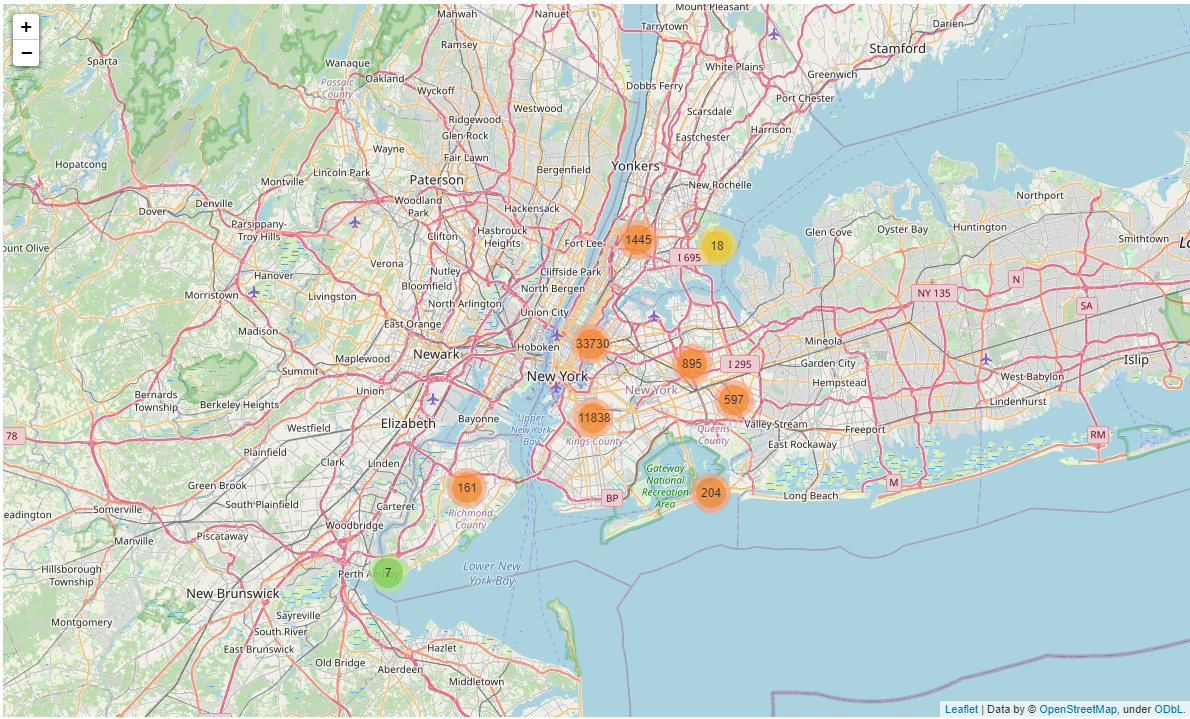 +
−
Mahwah
Nanuet
Mount Pleasant
Tarrytown
Darien
Sparta
Ramsey
Stamford
Wanaque
Oakland
White Plains
Greenwich
Passaic
County
Wyckoff
Dobbs Ferry
Port Chester
Westwood
Scarsdale
Ridgewood
Harrison
Glen Rock
Eastchester
Wayne
Fair Lawn
Hopatcong
Bergenfield
Yonkers
Lincoln Park
Montville
Paterson
New Rochelle
Northport
Denville
Woodland
Park
Hackensack
Dover
Parsippany-
Troy Hills
Clifton
Hasbrouck
Heights
Fort Lee
1445
18
Glen Cove
Oyster Bay
Huntington
Smithtown
ount Olive
I 695
Verona
Hanover
Nutley
Cliffside Park
Bloomfield
North Bergen
N
NY 135
Morristown
Livingston
North Arlington
SA
Union City
East Orange
Madison
33730
Mineola
Hoboken
Newark
Maplewood
895
I 295
Garden City
Islip
Summit
New York
West Babylon
Union
New York
Hempstead
Bernards
Township
Berkeley Heights
597
Lindenhurst
Elizabeth
Bayonne
Upper
New York
Bay
11838
Valley Stream
Freeport
78
Westfield
Kings County
Queens
County
East Rockaway
RM
Plainfield
Clark
Linden
Gateway
National
Recreation
Area
Green Brook
161
204
M
BP
Long Beach
South Plainfield
Carteret
Somerville
eadington
Richmond
County
Woodbridge
Piscataway
Manville
Lower New
York Bay
Hillsborough
Township
Perth Amboy
7
New Brunswick
Sayreville
Montgomery
South River
East Brunswick
Hazlet
Old Bridge
Aberdeen
Middletown
Leaflet | Data by © OpenStreetMap, under ODbL.